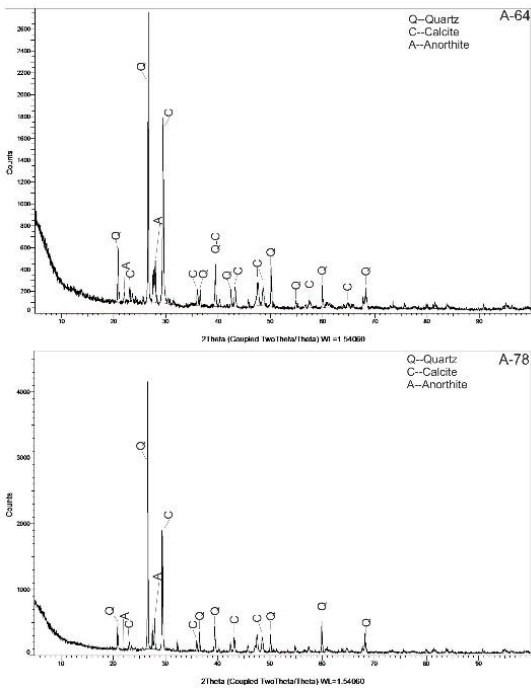 A-64
Q--Quartz
C--Calcite
A--Anorthite
2600
2400
2200
2000
1800
1600
1400
1200
1000
800
600
400
200
0
Counts
Q
A
C
Q
A
C
C
Q
C
Q
Q
C
C
Q
Q
C
Q
C
Q
10 20 30 40 50 60 70 80 90
2Theta (Coupled TwoTheta/Theta) WL=1.54060
A-78
Q--Quartz
C--Calcite
A--Anorthite
4000
3000
2000
1000
0
Counts
Q
A
C
Q
A
C
C
Q
Q
C
C
Q
Q
Q
10 20 30 40 50 60 70 80 90
2Theta (Coupled TwoTheta/Theta) WL=1.54060